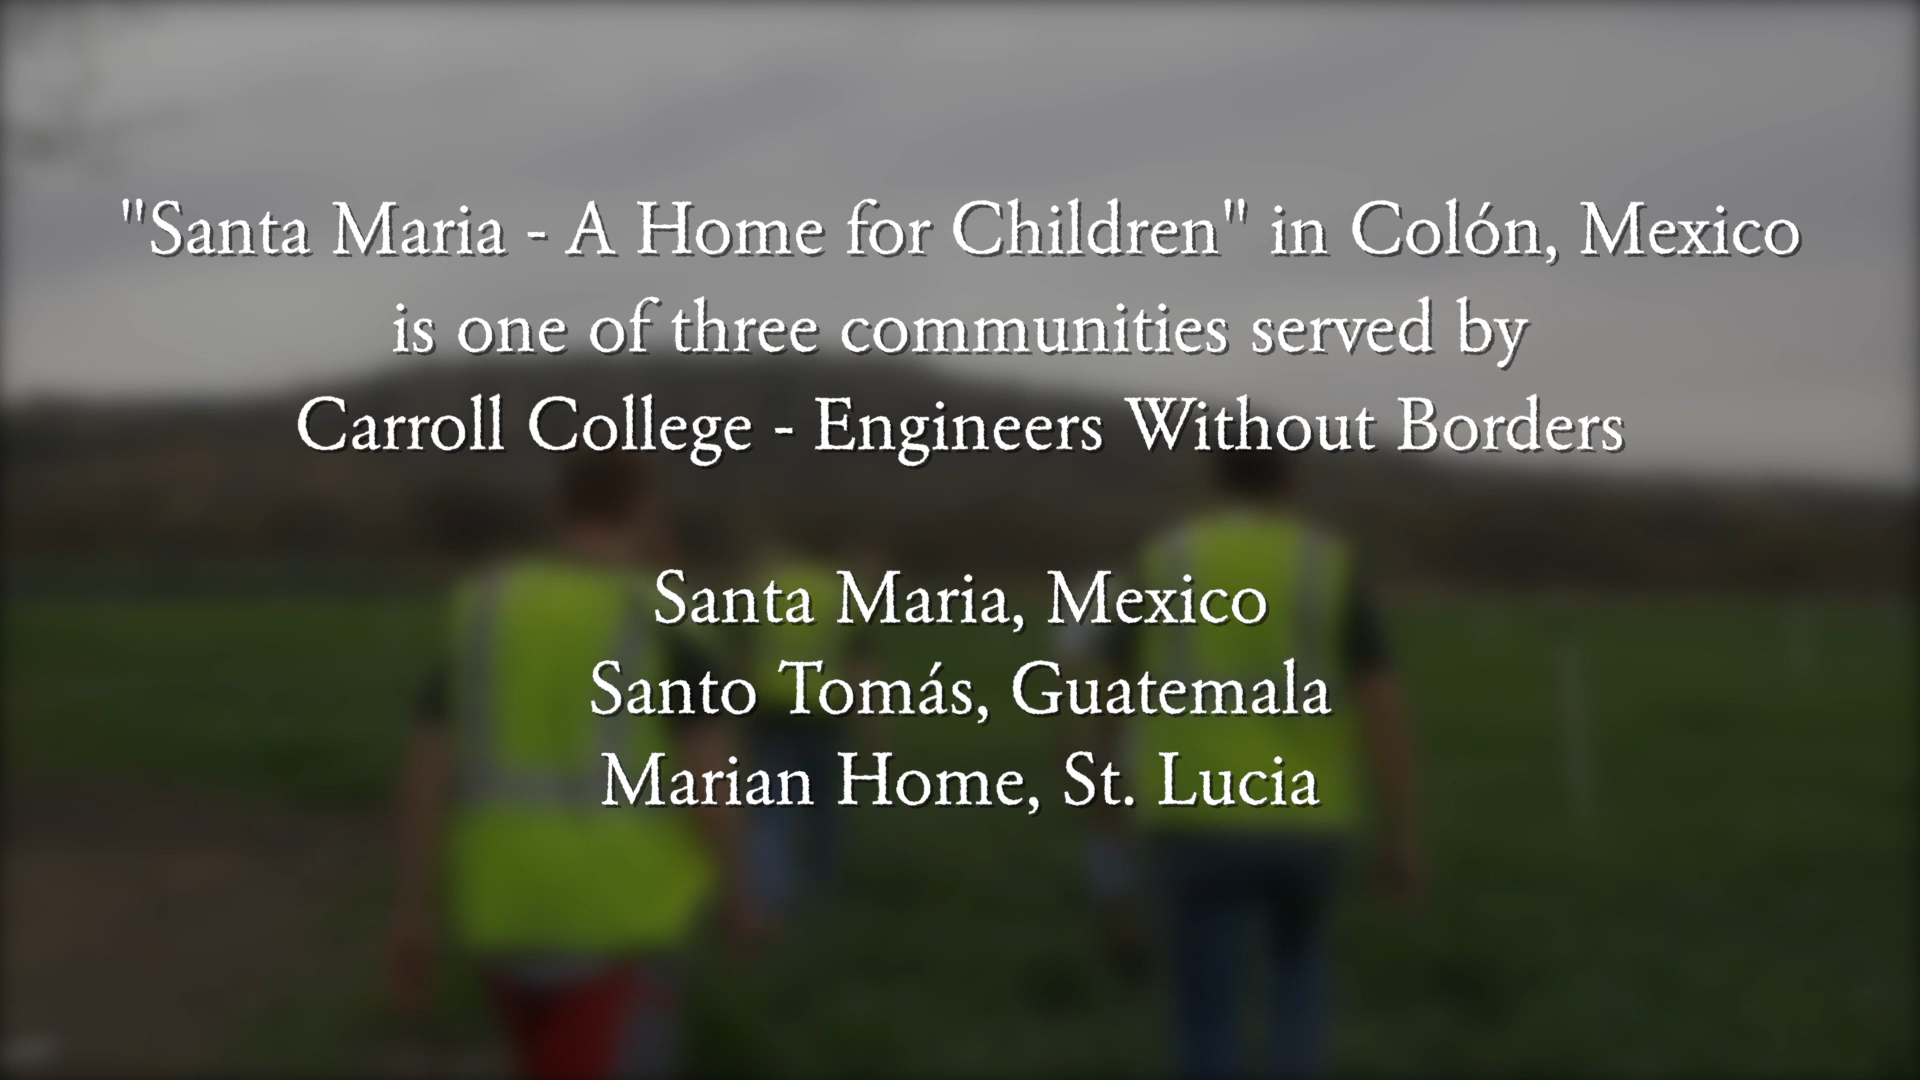 "Santa Maria - A Home for Children" in Colón, Mexico
is one of three communities served by
Carroll College - Engineers Without Borders
Santa Maria, Mexico
Santo Tomás, Guatemala
Marian Home, St. Lucia